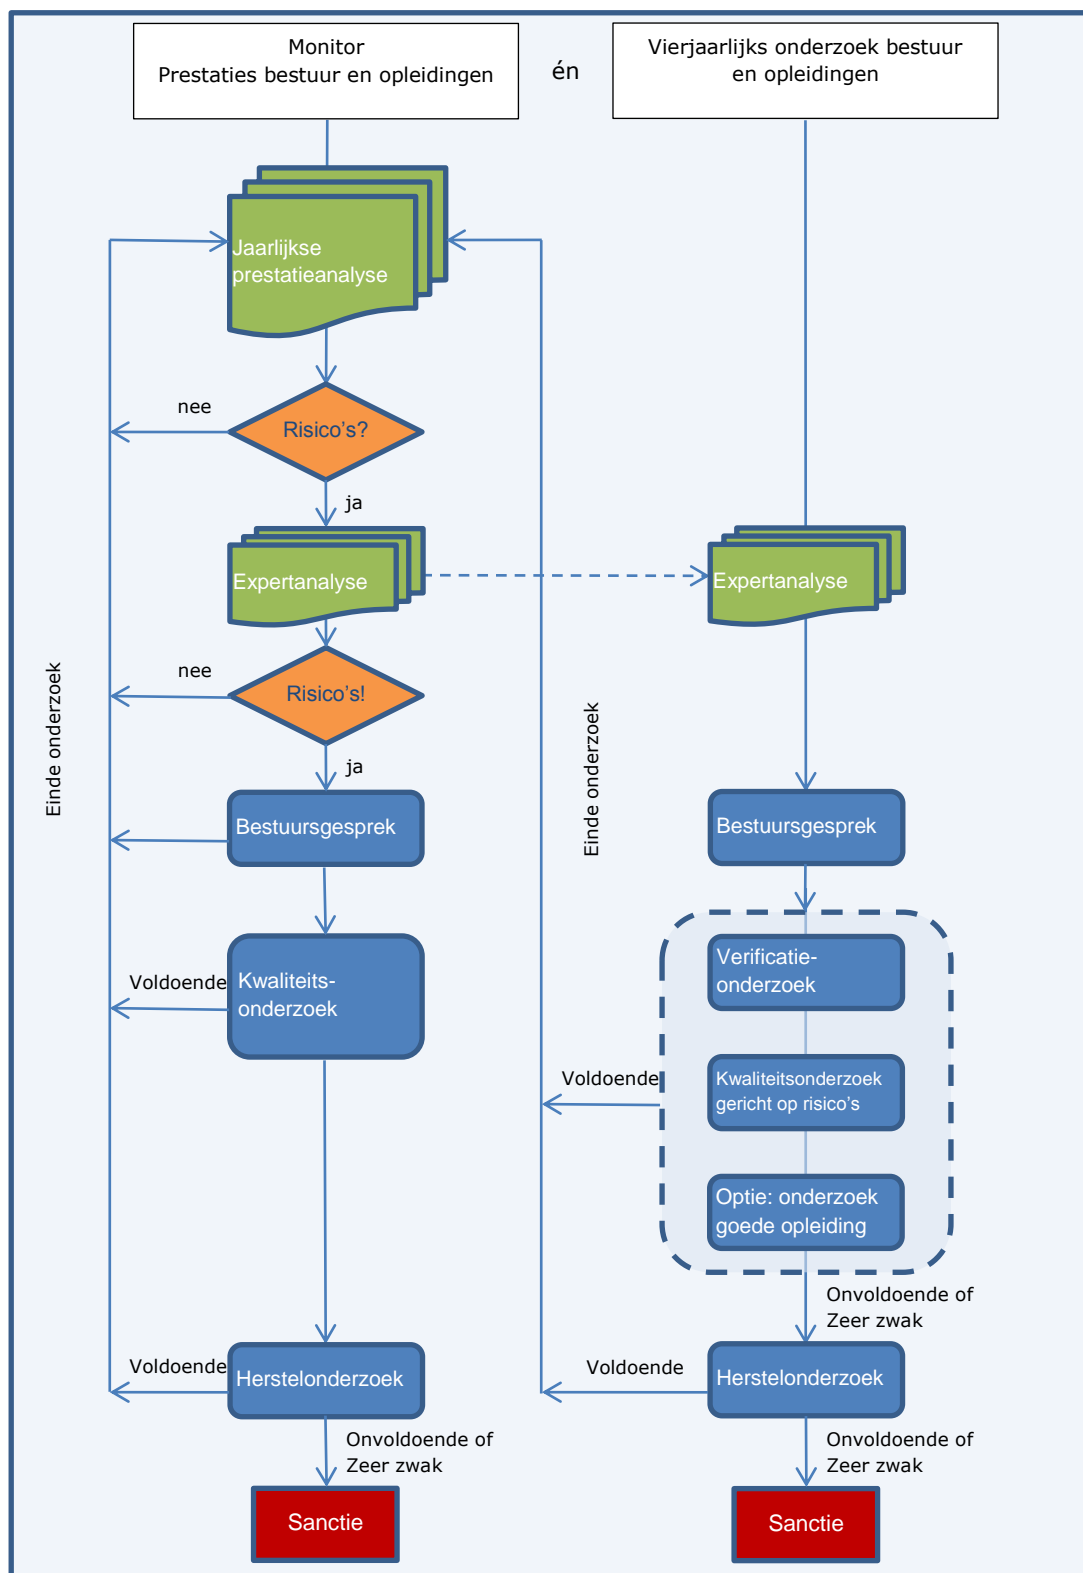 Monitor
Prestaties bestuur en opleidingen
én
Vierjaarlijks onderzoek bestuur
en opleidingen
Jaarlijkse
prestatieanalyse
nee
Risico's?
ja
Expertanalyse
Expertanalyse
nee
Risico's!
ja
Einde onderzoek
Einde onderzoek
Bestuursgesprek
Bestuursgesprek
Voldoende
Kwaliteits-
onderzoek
Verificatie-
onderzoek
Voldoende
Kwaliteitsonderzoek
gericht op risico's
Optie: onderzoek
goede opleiding
Onvoldoende of
Zeer zwak
Voldoende
Herstelonderzoek
Voldoende
Herstelonderzoek
Onvoldoende of
Zeer zwak
Onvoldoende of
Zeer zwak
Sanctie
Sanctie